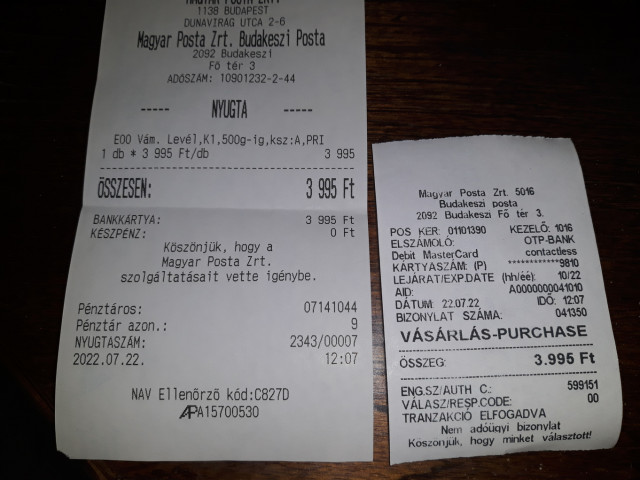 MAGYAR POSTA ZRT.
1138 BUDAPEST
DUNAVIRÁG UTCA 2-6
Magyar Posta Zrt. Budakeszi Posta
2092 Budakeszi
Fő tér 3
ADÓSZÁM: 10901232-2-44
----- NYUGTA -----
E00 Vám. Levél,K1,500g-ig,ksz:A,PRI
1 db * 3 995 Ft/db 3 995
ÖSSZESEN: 3 995 Ft
BANKKÁRTYA: 3 995 Ft
KÉSZPÉNZ: 0 Ft
Köszönjük, hogy a
Magyar Posta Zrt.
szolgáltatásait vette igénybe.
Pénztáros: 07141044
Pénztár azon.: 9
NYUGTASZÁM: 2343/00007
2022.07.22. 12:07
NAV Ellenőrző kód:C827D
APA15700530
Magyar Posta Zrt. 5016
Budakeszi posta
2092 Budakeszi Fő tér 3.
POS KER: 01101390 KEZELŐ: 1016
ELSZÁMOLÓ: OTP-BANK
Debit MasterCard contactless
KÁRTYASZÁM: (P) ************9810
LEJÁRAT/EXP.DATE (hh/éé): 10/22
AID: A0000000041010
DÁTUM: 22.07.22 IDŐ: 12:07
BIZONYLAT SZÁMA: 041350
VÁSÁRLÁS-PURCHASE
ÖSSZEG: 3.995 Ft
ENG.SZ/AUTH C.: 599151
VÁLASZ/RESP.CODE: 00
TRANZAKCIÓ ELFOGADVA
Nem adóügyi bizonylat
Köszönjük, hogy minket választott!